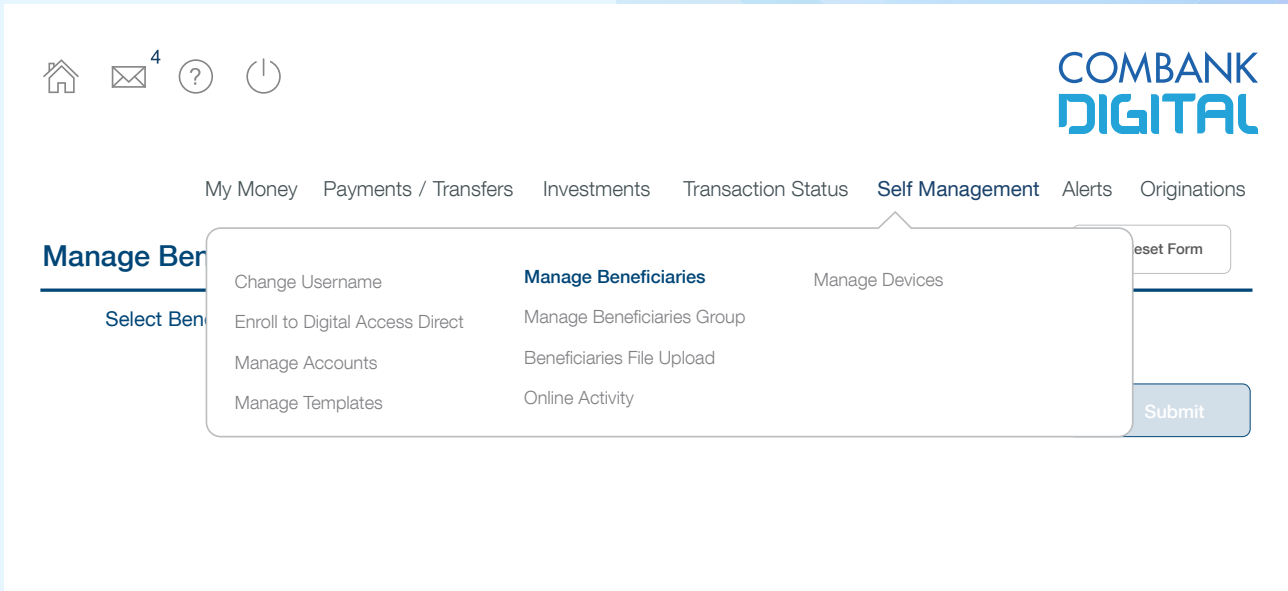 4
?
COMBANK
DIGITAL
My Money Payments / Transfers Investments Transaction Status Self Management Alerts Originations
Manage Ber
eset Form
Change Username
Manage Beneficiaries
Manage Devices
Select Ben
Enroll to Digital Access Direct
Manage Beneficiaries Group
Manage Accounts
Beneficiaries File Upload
Manage Templates
Online Activity
Submit